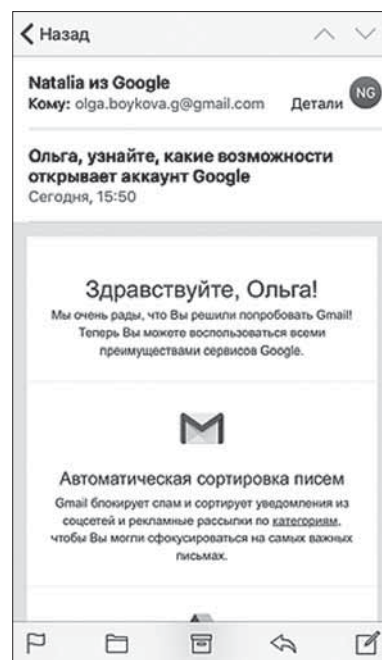 Назад
Natalia из Google
NG
Кому: olga.boykova.g@gmail.com Детали
Ольга, узнайте, какие возможности
открывает аккаунт Google
Сегодня, 15:50
Здравствуйте, Ольга!
Мы очень рады, что Вы решили попробовать Gmail!
Теперь Вы можете воспользоваться всеми
преимуществами сервисов Google.
Автоматическая сортировка писем
Gmail блокирует спам и сортирует уведомления из
соцсетей и рекламные рассылки по категориям,
чтобы Вы могли сфокусироваться на самых важных
письмах.